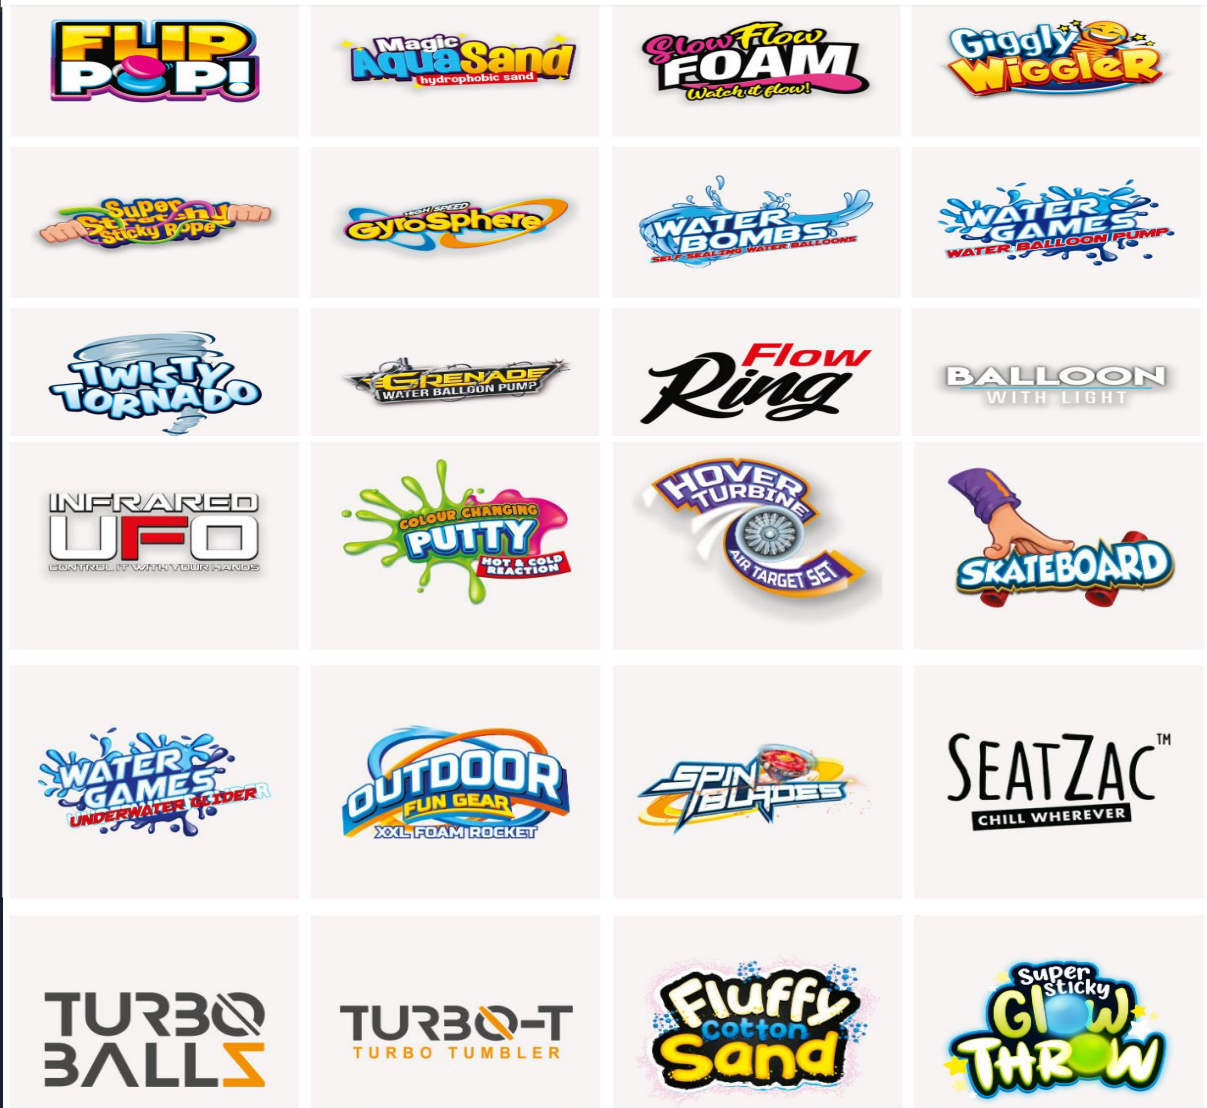 FLIP
POP!
Magic
AquaSand
hydrophobic sand
Slow Flow
FOAM
Watch it flow!
Giggly
WiGGleR
Super
Stretchy
Sticky Rope
HIGH SPEED
GyroSphere
WATER
BOMBS
SELF SEALING WATER BALLOONS
WATER
GAMES
WATER BALLOON PUMP
TWISTY
TORNADO
GRENADE
WATER BALLOON PUMP
Flow
Ring
BALLOON
WITH LIGHT
INFRARED
UFO
CONTROL IT WITH YOUR HANDS
COLOUR CHANGING
PUTTY
HOT & COLD
REACTION
HOVER
TURBINE
AIR TARGET SET
SKATEBOARD
WATER
GAMES
UNDERWATER GLIDER
OUTDOOR
FUN GEAR
XXL FOAM ROCKET
SPIN
BLADES
SEATZAC™
CHILL WHEREVER
TURBO
BALLS
TURBO-T
TURBO TUMBLER
Fluffy
Cotton
Sand
Super
Sticky
GlOW
THROW